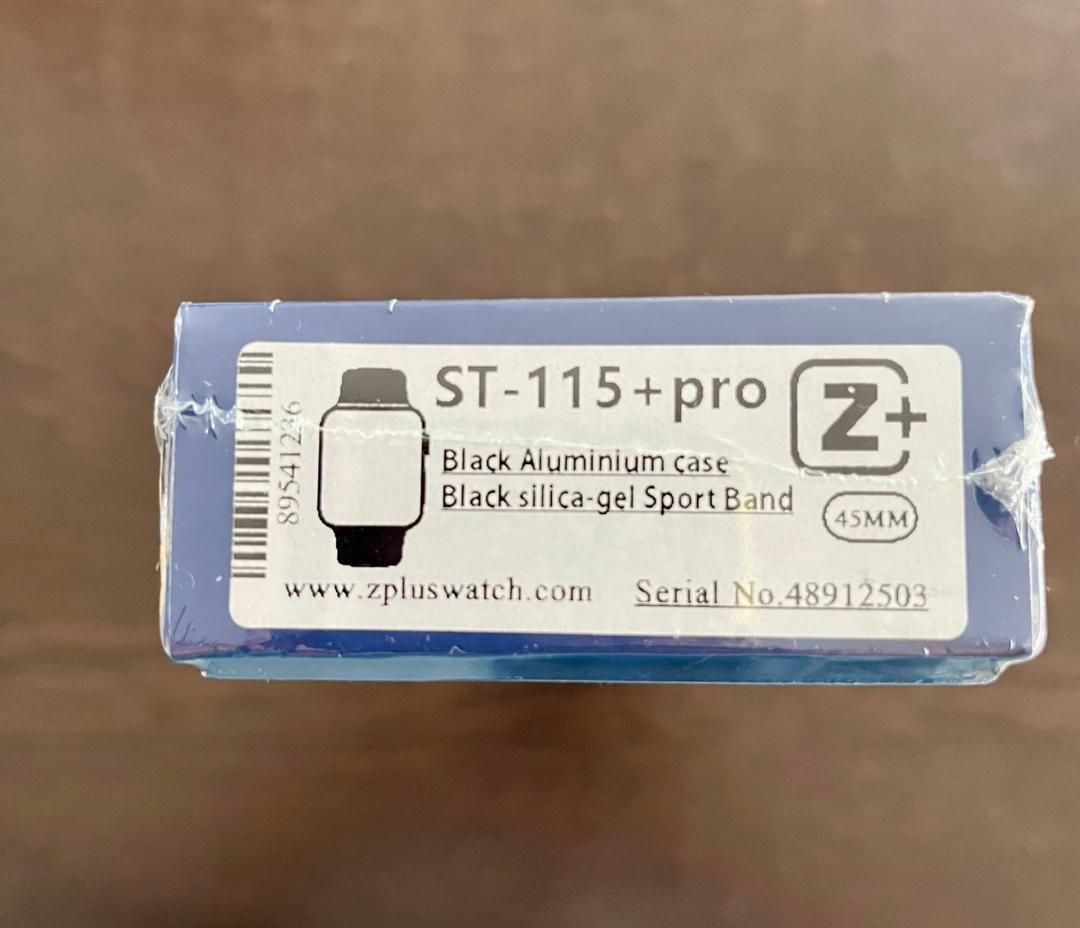 ST-115+pro
Z+
Black Aluminium case
Black silica-gel Sport Band
45MM
www.zpluswatch.com
Serial No.48912503
89541236